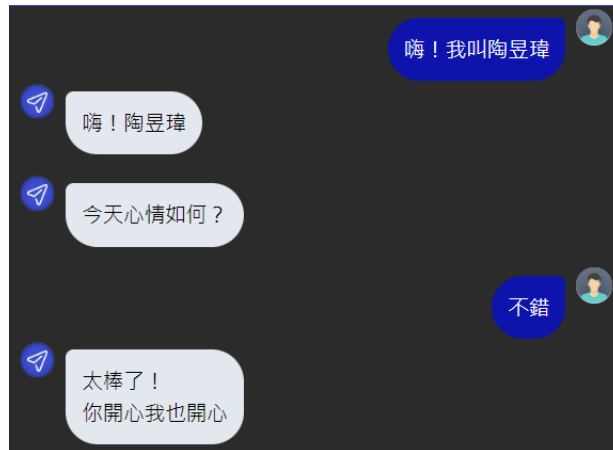 嗨！我叫陶昱瑋
嗨！陶昱瑋
今天心情如何？
不錯
太棒了！
你開心我也開心